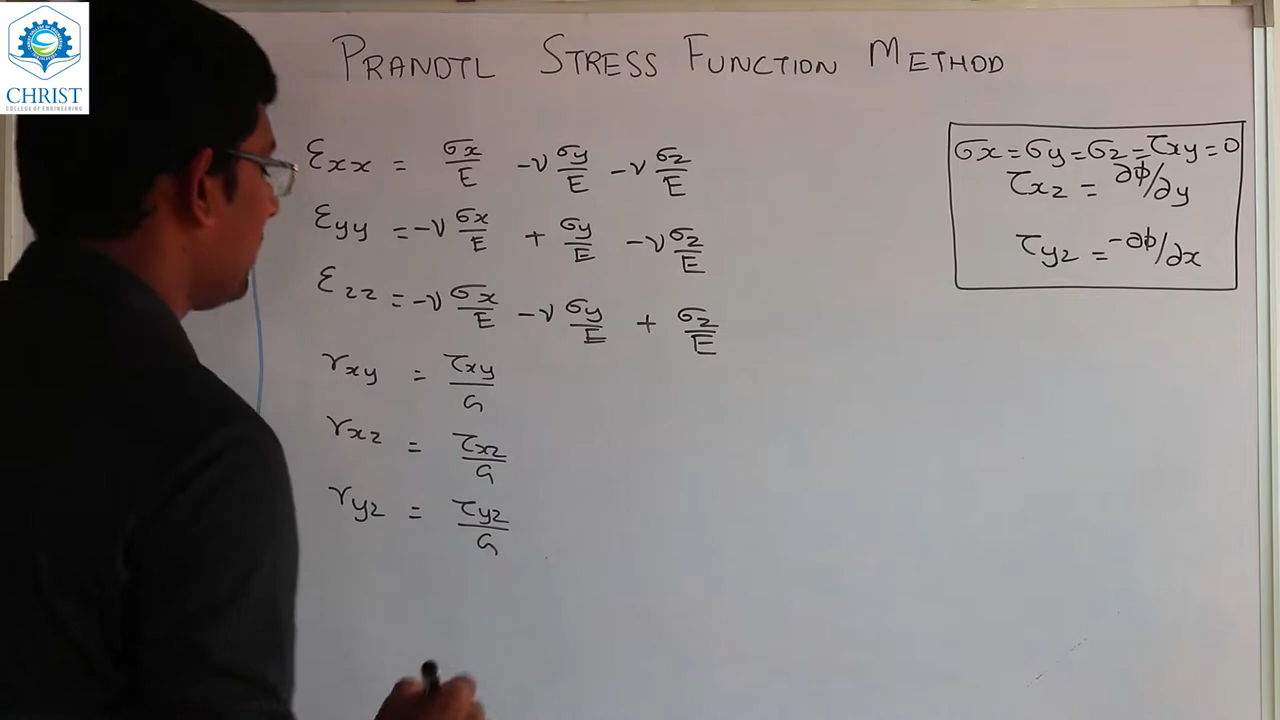 CHRIST
COLLEGE OF ENGINEERING
PRANDTL STRESS FUNCTION METHOD
εxx = σx/E -ν σy/E -ν σz/E
εyy = -ν σx/E + σy/E -ν σz/E
εzz = -ν σx/E -ν σy/E + σz/E
γxy = τxy/G
γxz = τxz/G
γyz = τyz/G
σx = σy = σz = τxy = 0
τxz = ∂ϕ/∂y
τyz = -∂ϕ/∂x